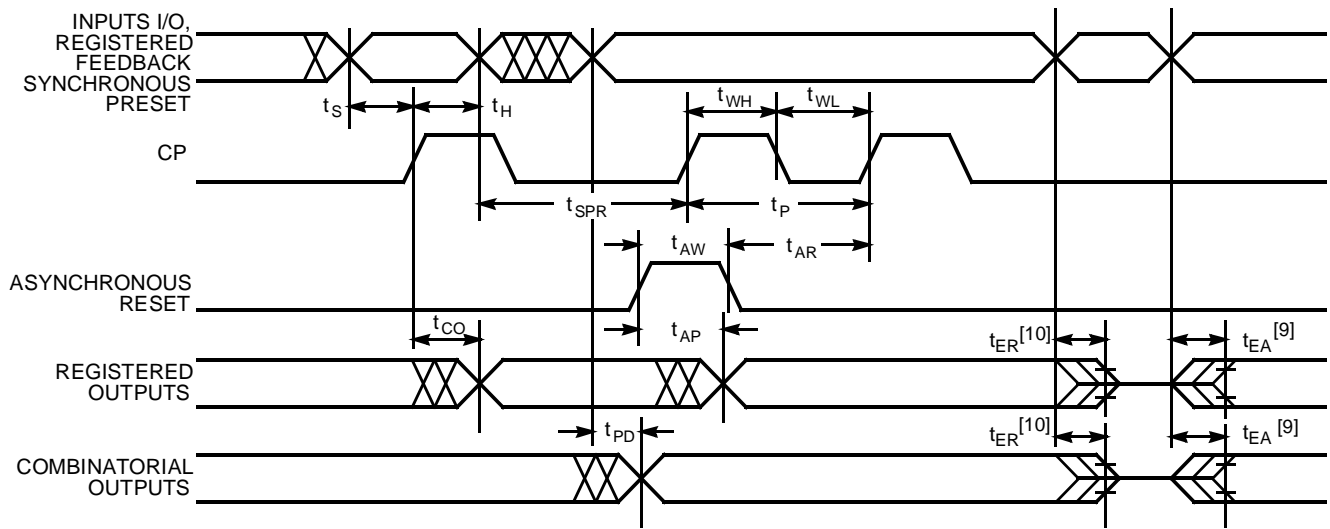 INPUTS I/O,
REGISTERED
FEEDBACK
SYNCHRONOUS
PRESET
tS
tH
tWH
tWL
CP
tSPR
tP
tAW
tAR
ASYNCHRONOUS
RESET
tCO
tAP
tER[10]
tEA[9]
REGISTERED
OUTPUTS
tPD
tER[10]
tEA[9]
COMBINATORIAL
OUTPUTS